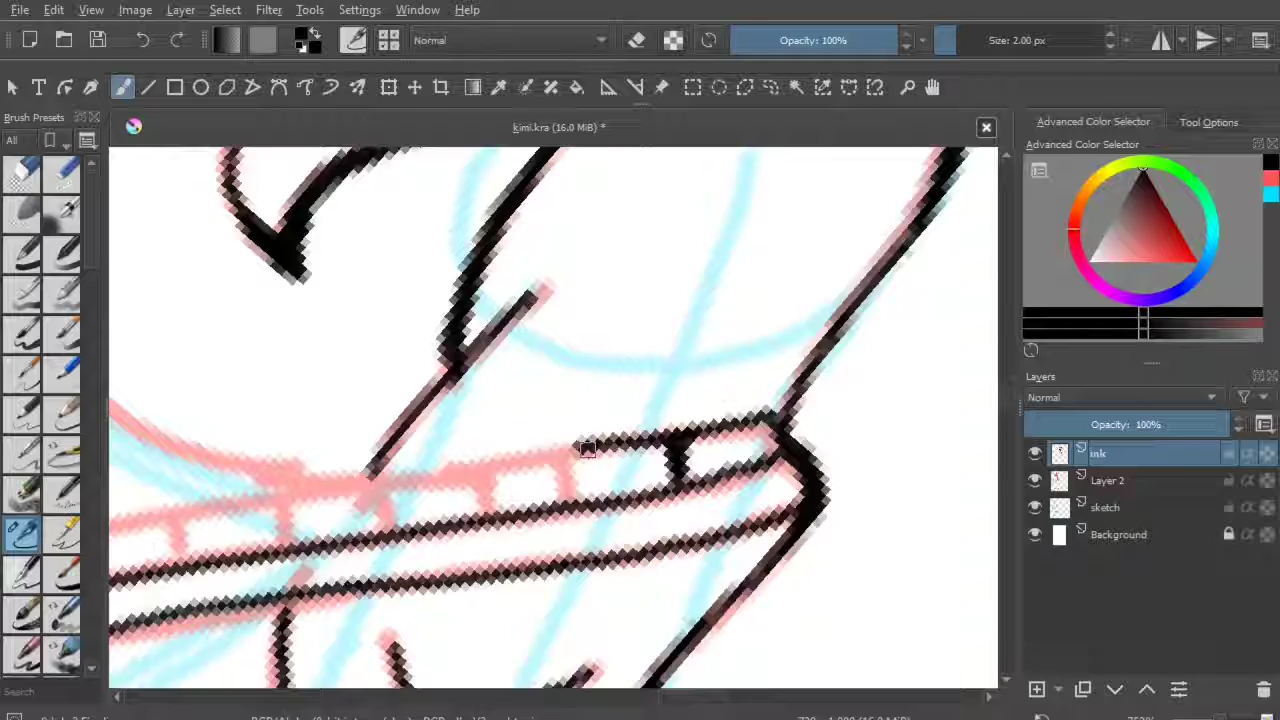 File Edit View Image Layer Select Filter Tools Settings Window Help
Normal Opacity: 100% Size: 2.00 px
Brush Presets
All
kimi.kra (16.0 MiB) *
Advanced Color Selector Tool Options
Advanced Color Selector
Layers
Normal
Opacity: 100%
ink
Layer 2
sketch
Background
Search